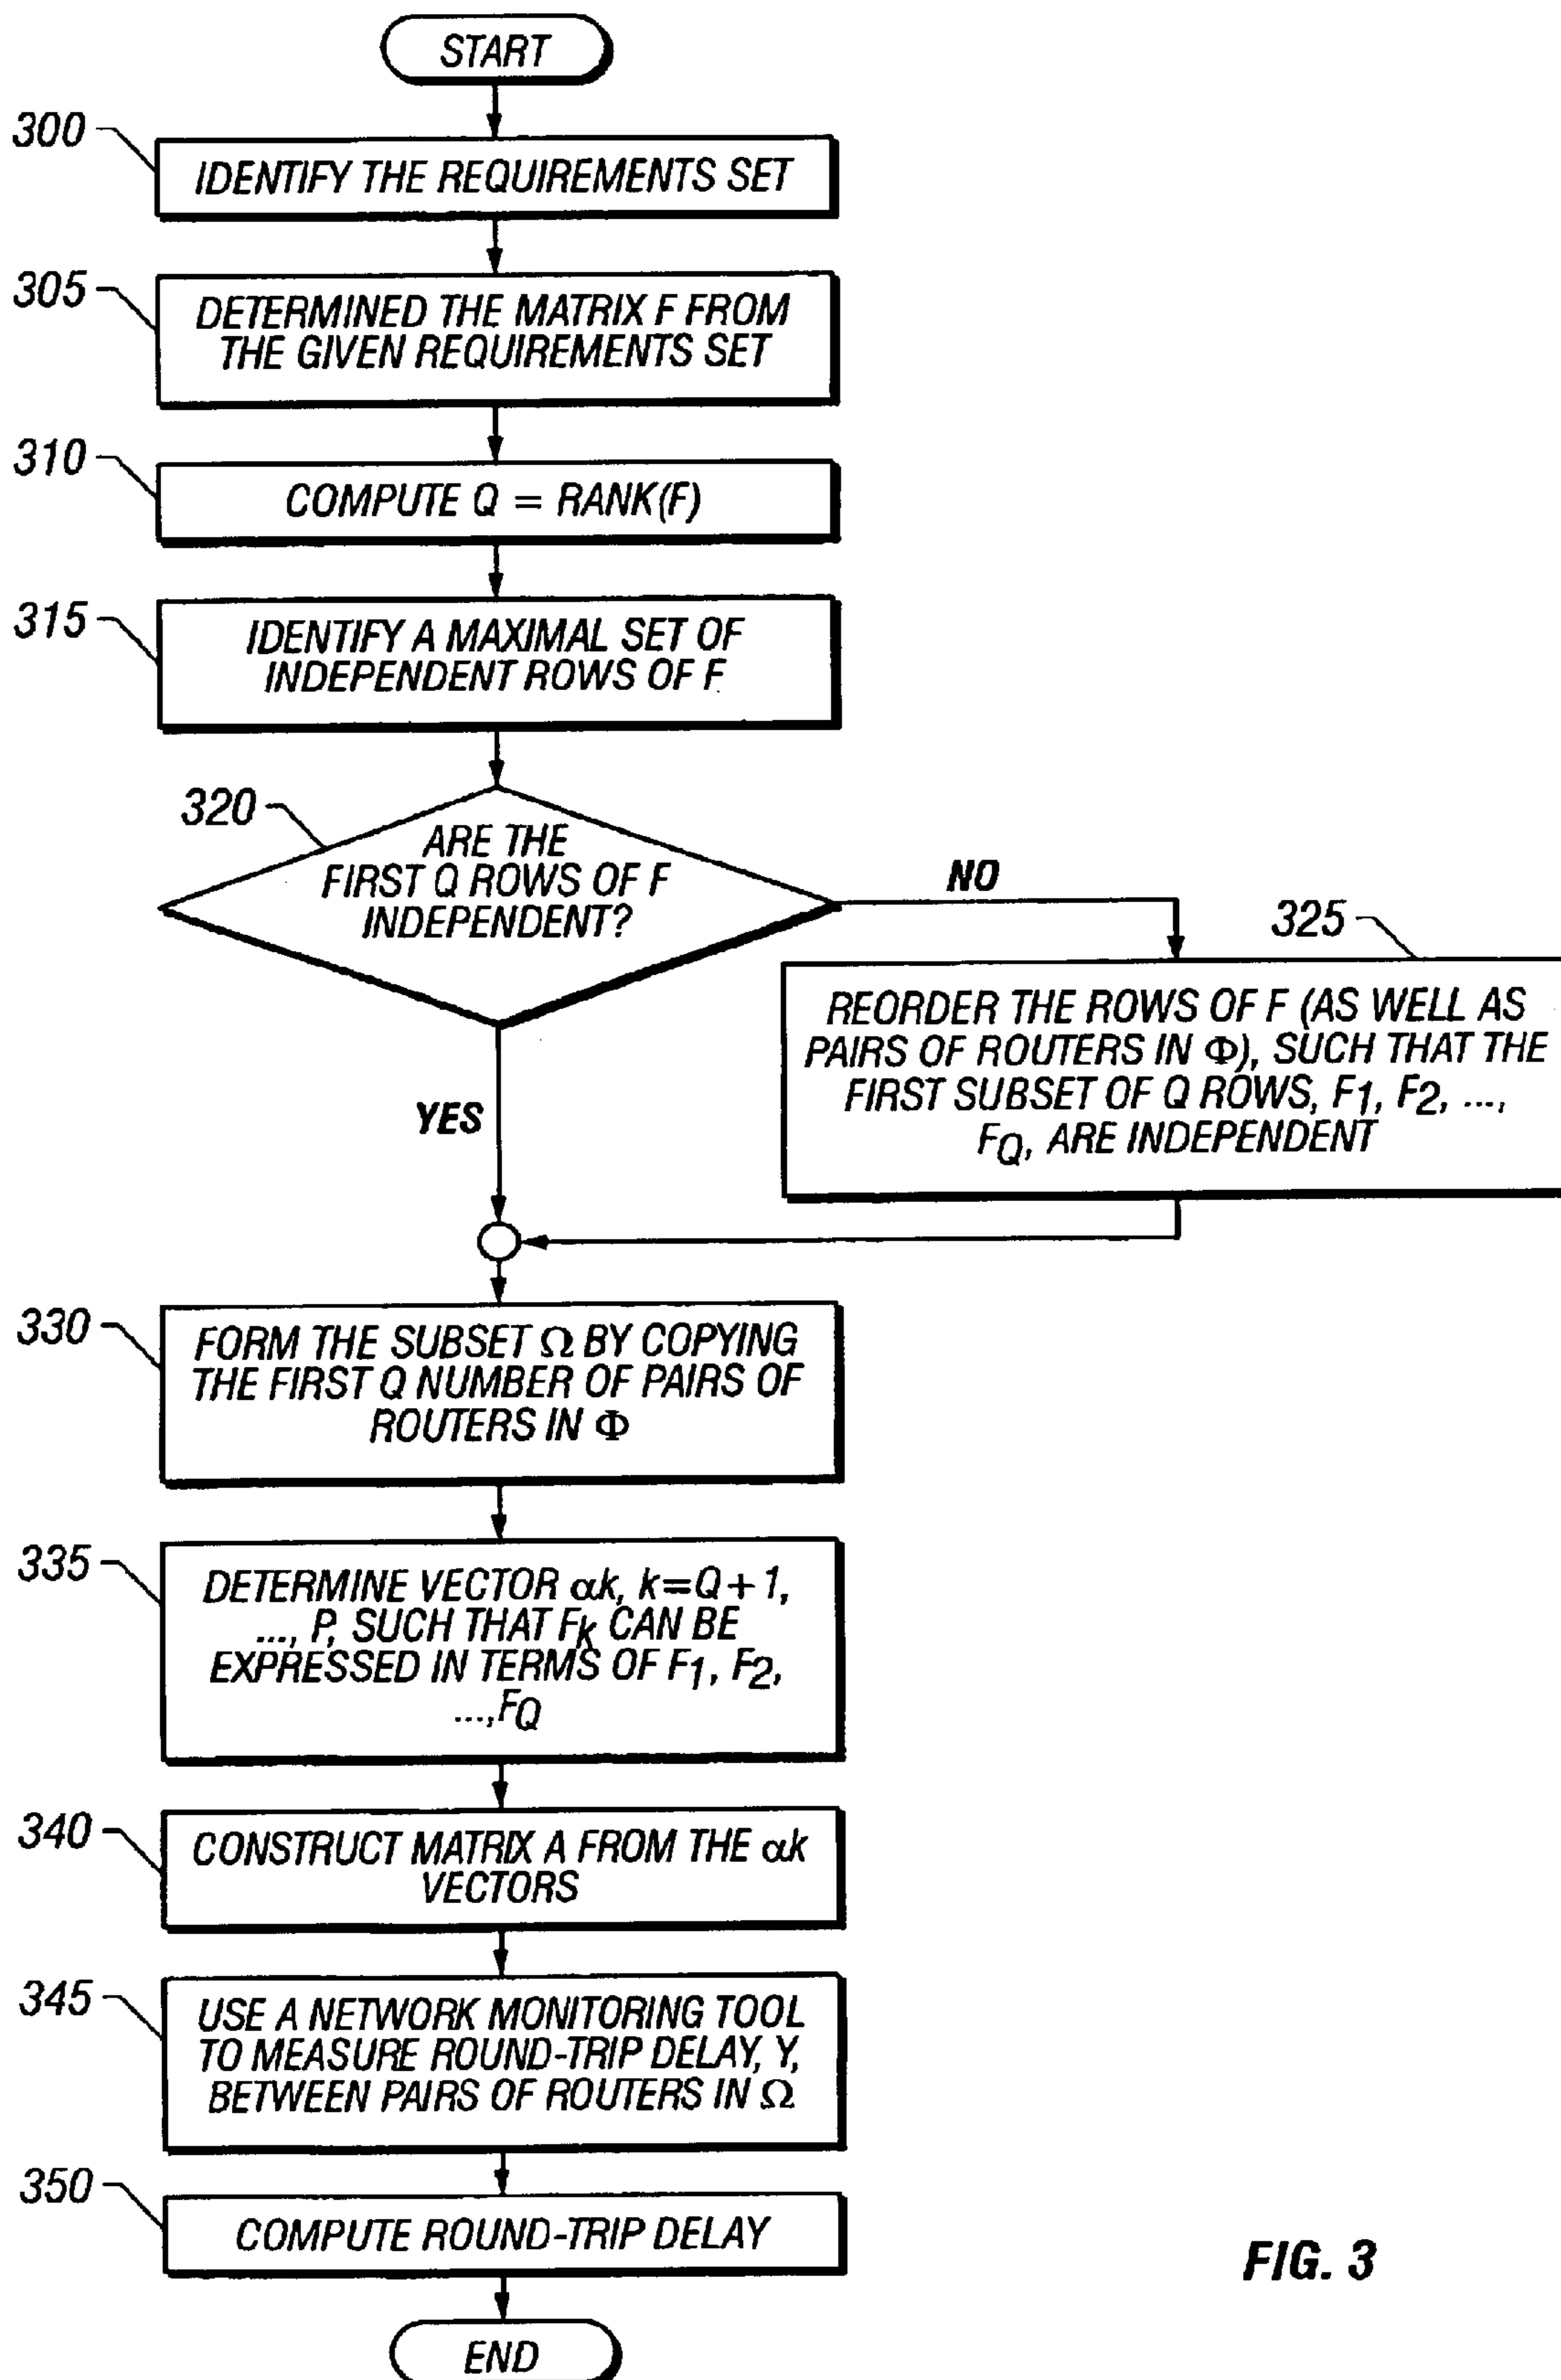 START
300
IDENTIFY THE REQUIREMENTS SET
305
DETERMINED THE MATRIX F FROM
THE GIVEN REQUIREMENTS SET
310
COMPUTE Q = RANK(F)
315
IDENTIFY A MAXIMAL SET OF
INDEPENDENT ROWS OF F
320
ARE THE
FIRST Q ROWS OF F
INDEPENDENT?
NO
325
REORDER THE ROWS OF F (AS WELL AS
PAIRS OF ROUTERS IN Φ), SUCH THAT THE
FIRST SUBSET OF Q ROWS, F1, F2, ...,
FQ, ARE INDEPENDENT
YES
330
FORM THE SUBSET Ω BY COPYING
THE FIRST Q NUMBER OF PAIRS OF
ROUTERS IN Φ
335
DETERMINE VECTOR αk, k=Q+1,
..., P, SUCH THAT Fk CAN BE
EXPRESSED IN TERMS OF F1, F2,
...,FQ
340
CONSTRUCT MATRIX A FROM THE αk
VECTORS
345
USE A NETWORK MONITORING TOOL
TO MEASURE ROUND-TRIP DELAY, Y,
BETWEEN PAIRS OF ROUTERS IN Ω
350
COMPUTE ROUND-TRIP DELAY
FIG. 3
END